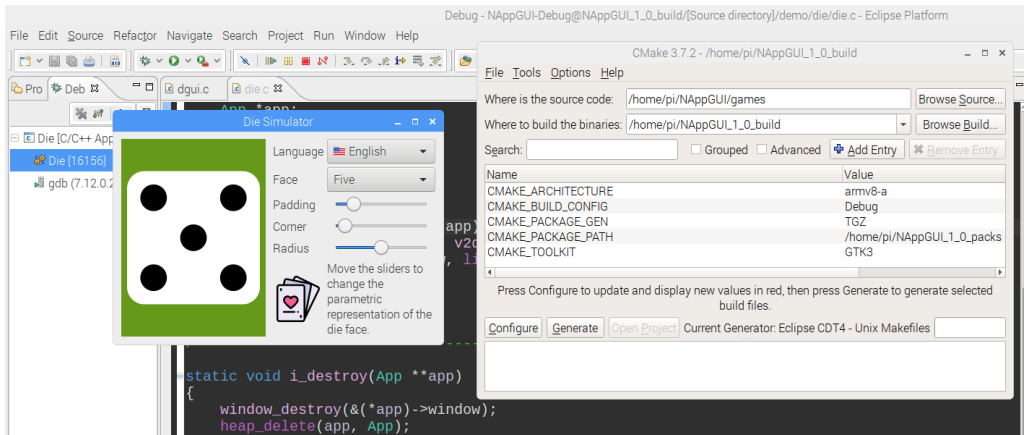 Debug - NAppGUI-Debug@NAppGUI_1_0_build/[Source directory]/demo/die/die.c - Eclipse Platform
File Edit Source Refactor Navigate Search Project Run Window Help
Pro Deb
dgui.c die.c
App *app;
Die [C/C++ App
Die [16156]
gdb (7.12.0.2
Die Simulator
Language English
Face Five
Padding
Corner
Radius
Move the sliders to
change the
parametric
representation of the
die face.
app)
v2d
, li
static void i_destroy(App **app)
{
window_destroy(&(*app)->window);
heap_delete(app, App);
CMake 3.7.2 - /home/pi/NAppGUI_1_0_build
File Tools Options Help
Where is the source code: /home/pi/NAppGUI/games Browse Source...
Where to build the binaries: /home/pi/NAppGUI_1_0_build Browse Build...
Search: Grouped Advanced Add Entry Remove Entry
Name Value
CMAKE_ARCHITECTURE armv8-a
CMAKE_BUILD_CONFIG Debug
CMAKE_PACKAGE_GEN TGZ
CMAKE_PACKAGE_PATH /home/pi/NAppGUI_1_0_packs
CMAKE_TOOLKIT GTK3
Press Configure to update and display new values in red, then press Generate to generate selected
build files.
Configure Generate Open Project Current Generator: Eclipse CDT4 - Unix Makefiles